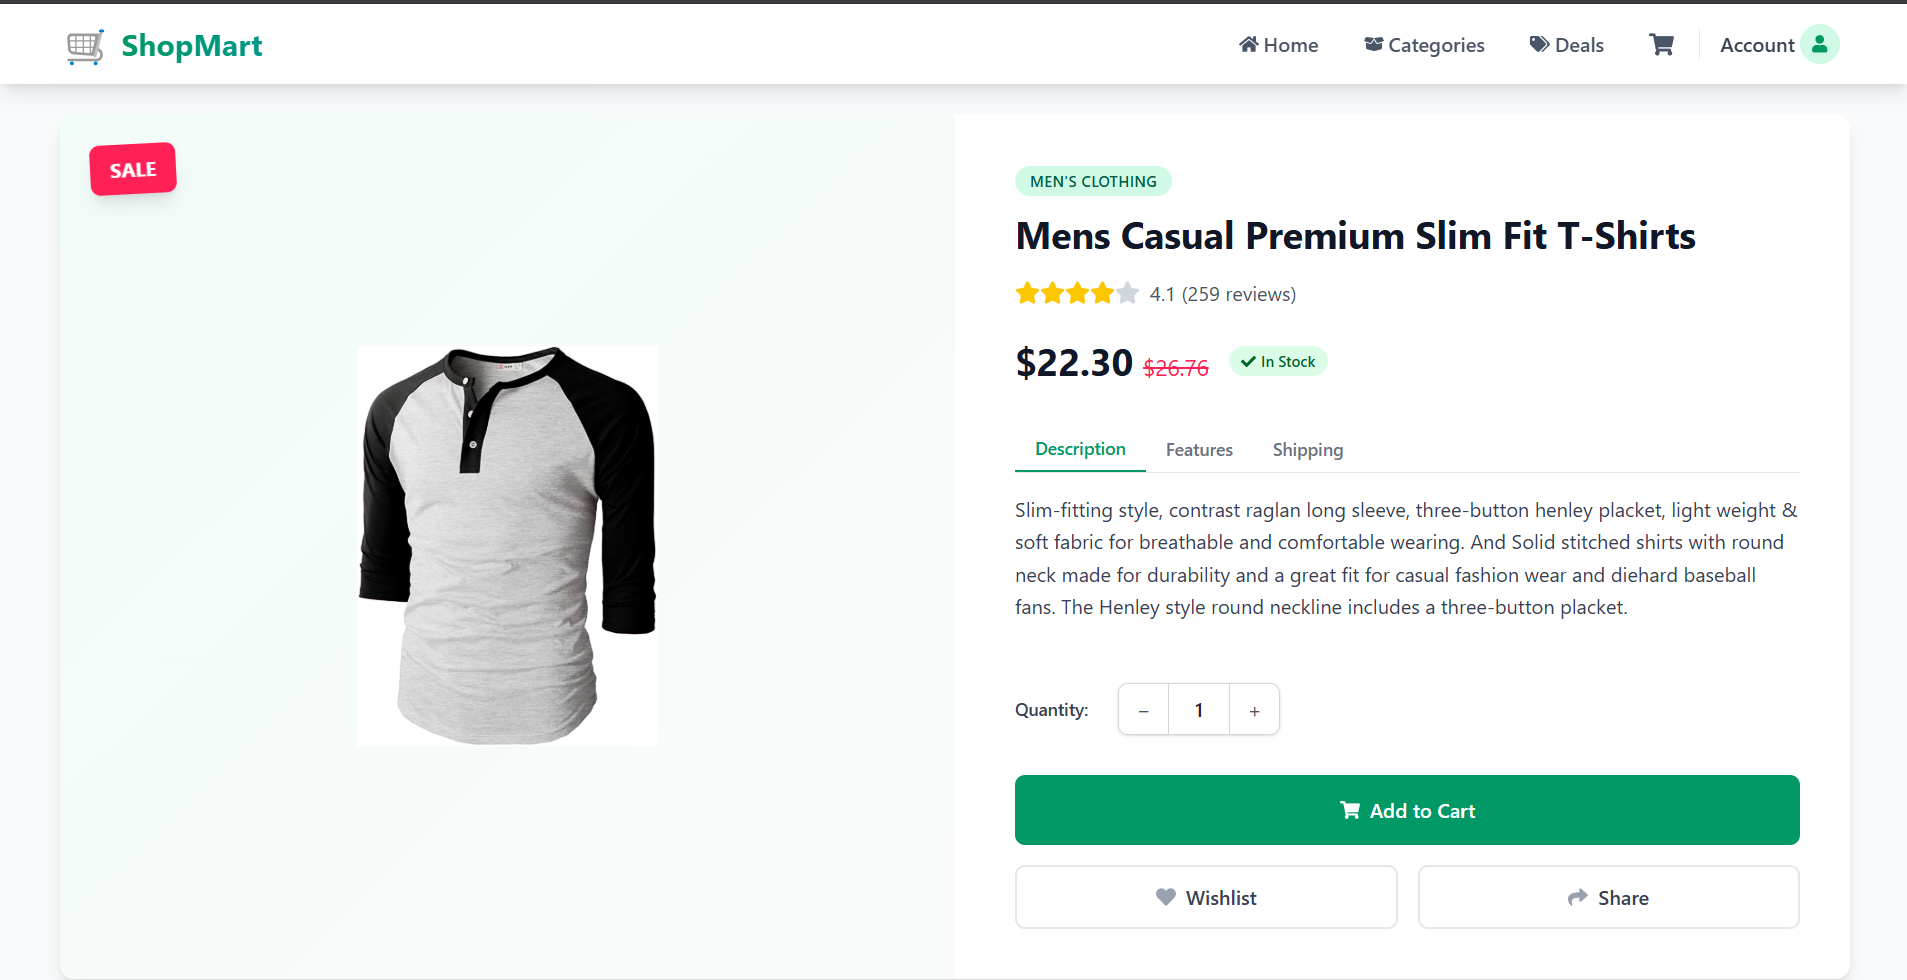 ShopMart
Home
Categories
Deals
Account
SALE
MEN'S CLOTHING
Mens Casual Premium Slim Fit T-Shirts
4.1 (259 reviews)
$22.30 $26.76 In Stock
Description
Features
Shipping
Slim-fitting style, contrast raglan long sleeve, three-button henley placket, light weight &
soft fabric for breathable and comfortable wearing. And Solid stitched shirts with round
neck made for durability and a great fit for casual fashion wear and diehard baseball
fans. The Henley style round neckline includes a three-button placket.
Quantity:
− 1 +
Add to Cart
Wishlist
Share